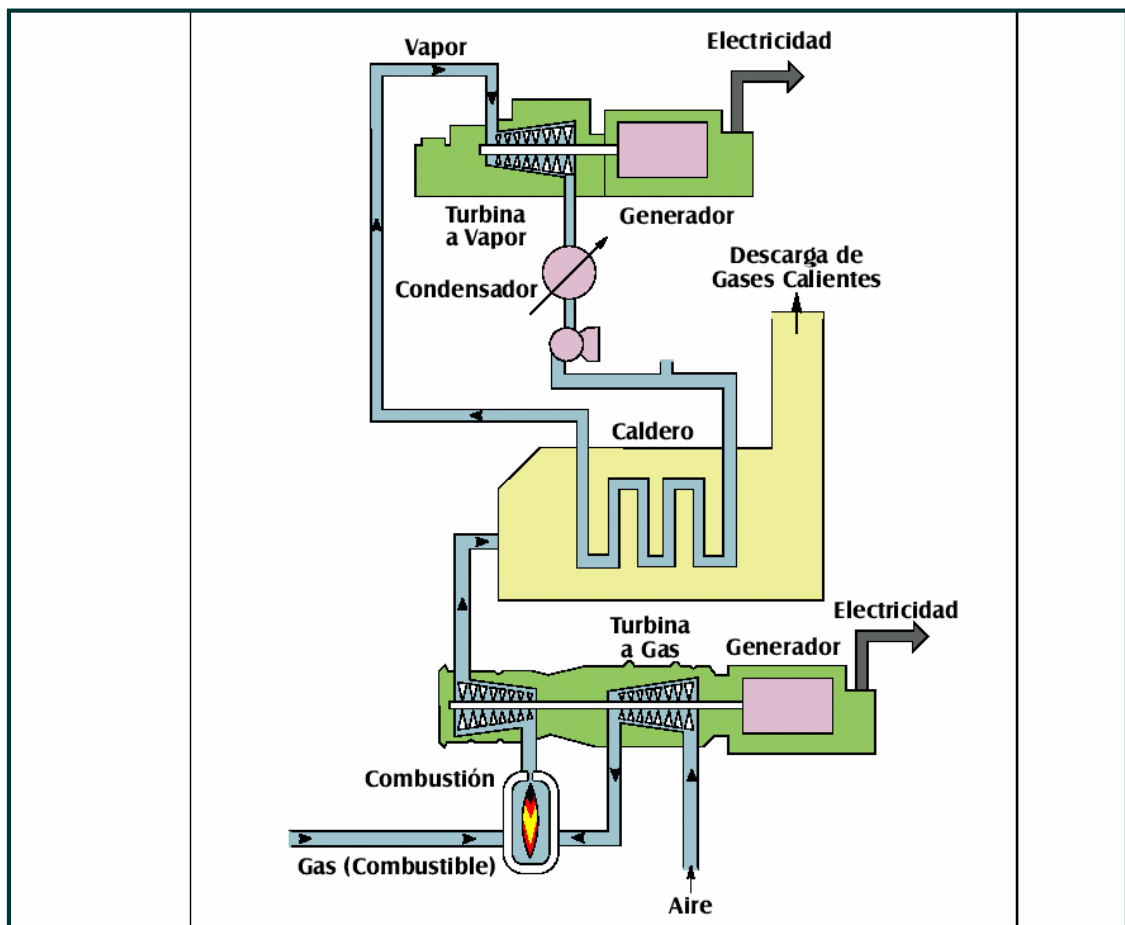 Vapor
Electricidad
Turbina
a Vapor
Generador
Descarga de
Gases Calientes
Condensador
Caldero
Electricidad
Turbina
a Gas
Generador
Combustión
Gas (Combustible)
Aire